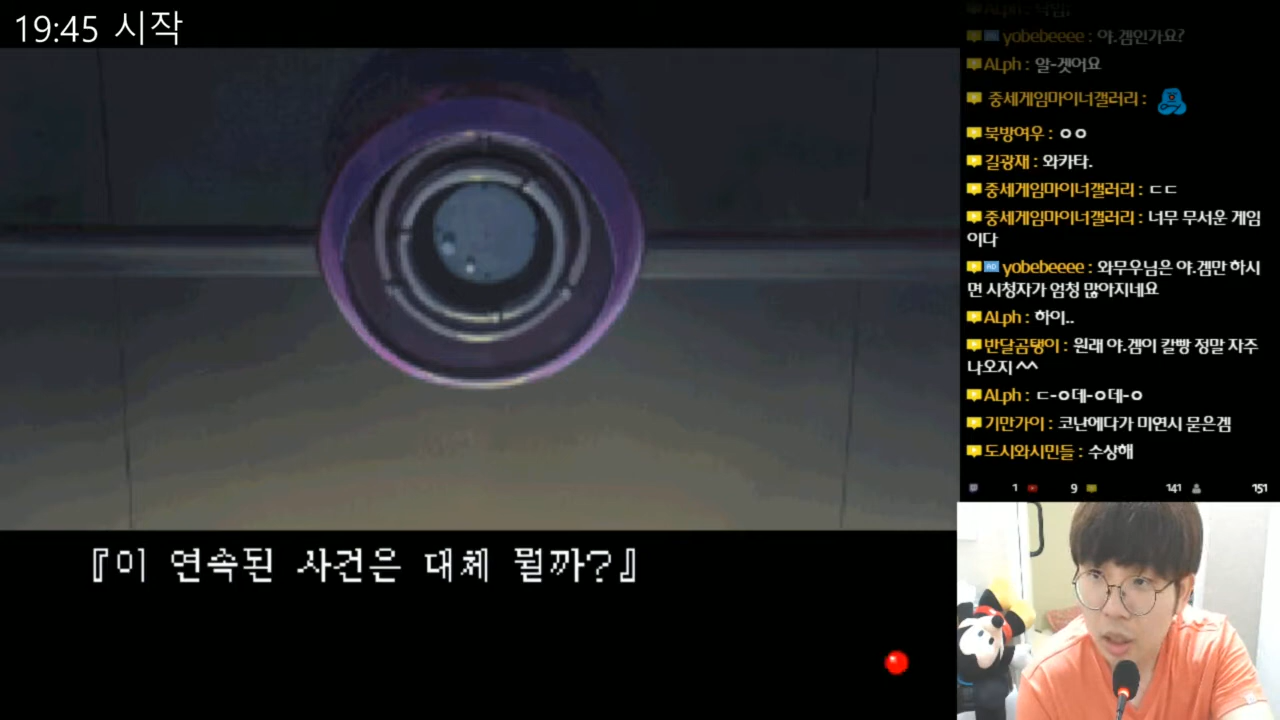 19:45 시작
yobebeeee : 야.겜인가요?
ALph : 알-겟어요
중세게임마이너갤러리 :
북방여우 : ㅇㅇ
길광재 : 와카타.
중세게임마이너갤러리 : ㄷㄷ
중세게임마이너갤러리 : 너무 무서운 게임
이다
yobebeeee : 와무우님은 야.겜만 하시
면 시청자가 엄청 많아지네요
ALph : 하이..
반달곰탱이 : 원래 야.겜이 칼빵 정말 자주
나오지 ^^
ALph : ㄷ-ㅇ데-ㅇ데-ㅇ
기만가이 : 코난에다가 미연시 묻은겜
도시와시민들 : 수상해
1 9 141 151
『이 연속된 사건은 대체 뭘까?』